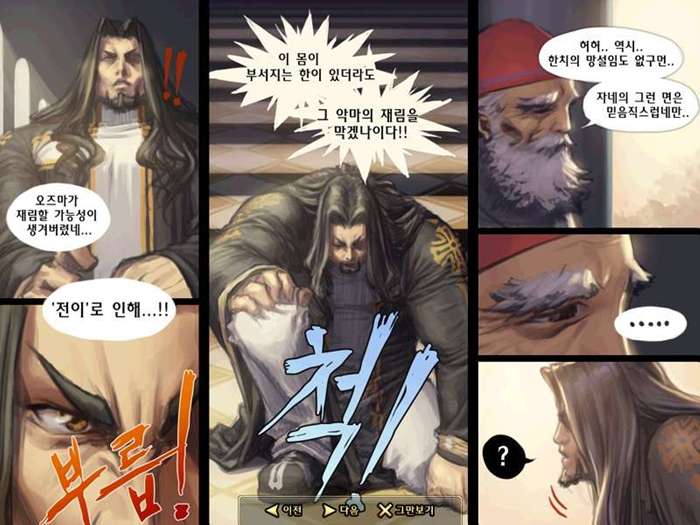 !!
오즈마가
재림할 가능성이
생겨버렸네...
'전이'로 인해...!!
부릅!
이 몸이
부서지는 한이 있더라도
그 악마의 재림을
막겠나이다!!
척!
허허.. 역시..
한치의 망설임도 없구먼..
자네의 그런 면은
믿음직스럽네만..
......
?
이전 다음 그만보기